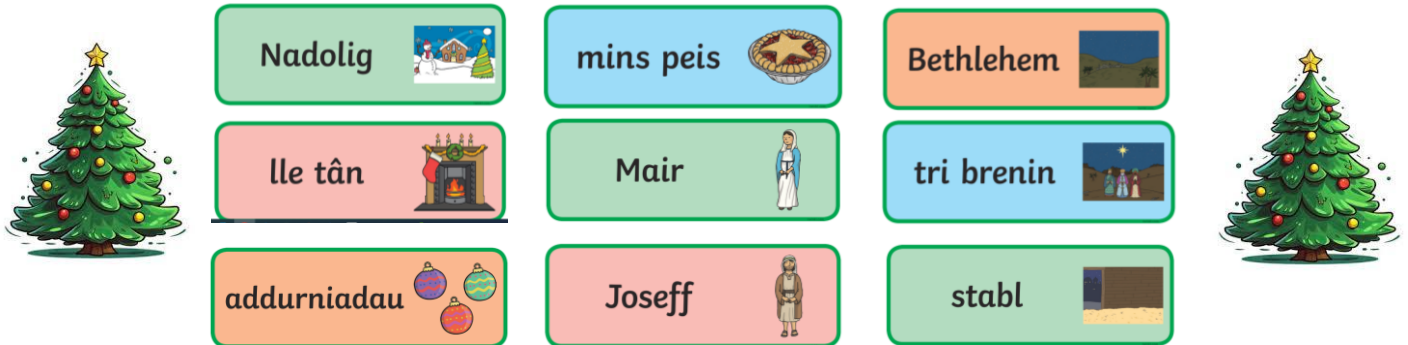 Nadolig
mins peis
Bethlehem
lle tân
Mair
tri brenin
addurniadau
Joseff
stabl